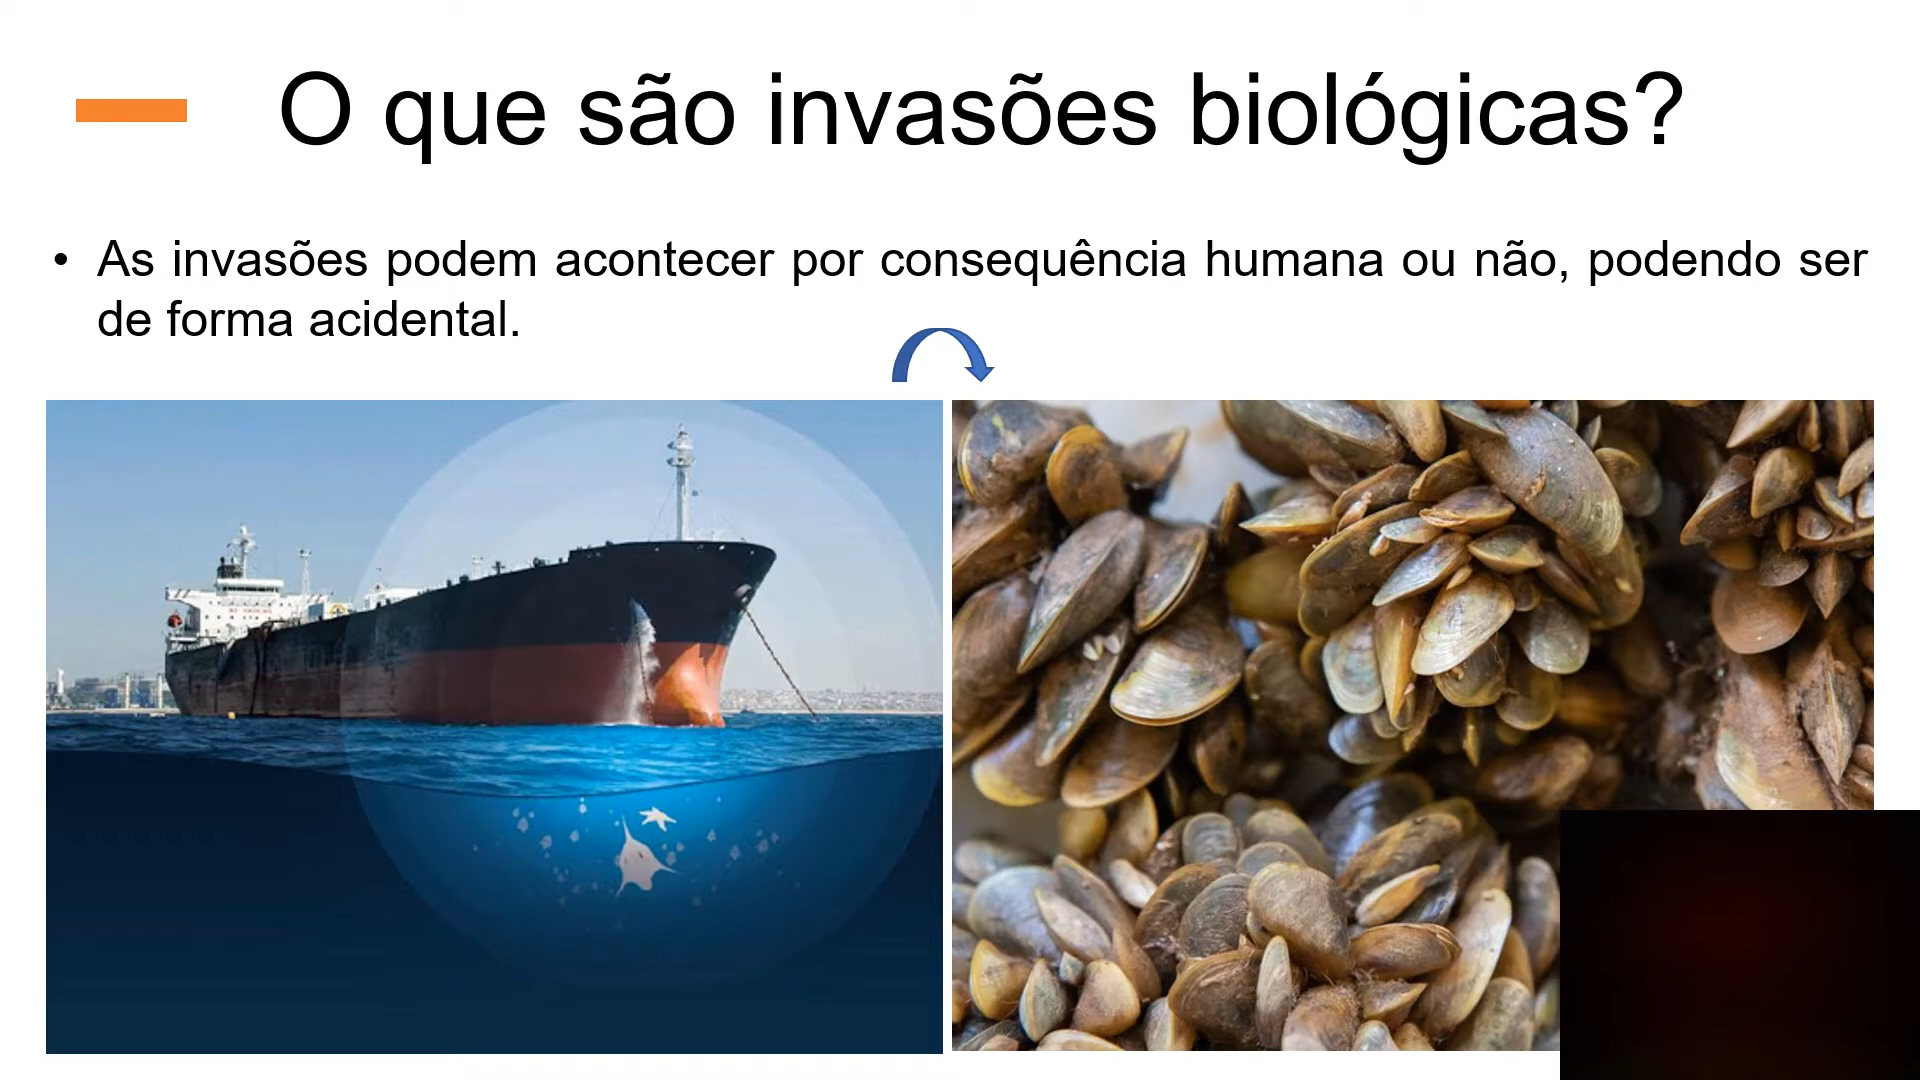 O que são invasões biológicas?
• As invasões podem acontecer por consequência humana ou não, podendo ser
de forma acidental.